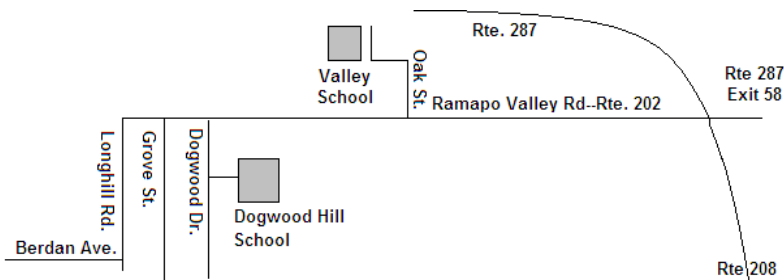 Rte. 287
Valley
School
Oak St.
Rte 287
Exit 58
Ramapo Valley Rd--Rte. 202
Longhill Rd.
Grove St.
Dogwood Dr.
Dogwood Hill
School
Berdan Ave.
Rte 208